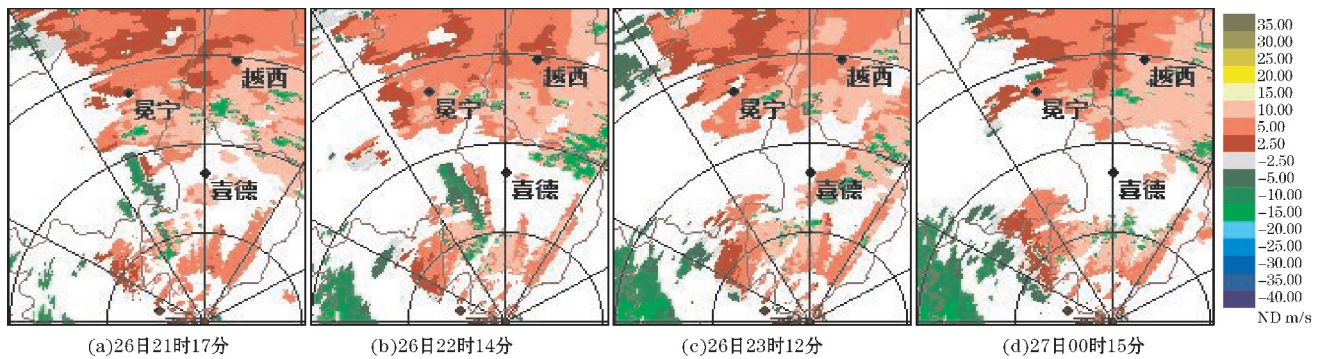 越西
冕宁
喜德
越西
冕宁
喜德
越西
冕宁
喜德
越西
冕宁
喜德
35.00
30.00
25.00
20.00
15.00
10.00
5.00
2.50
-2.50
-5.00
-10.00
-15.00
-20.00
-25.00
-30.00
-35.00
-40.00
ND m/s
(a)26日21时17分
(b)26日22时14分
(c)26日23时12分
(d)27日00时15分